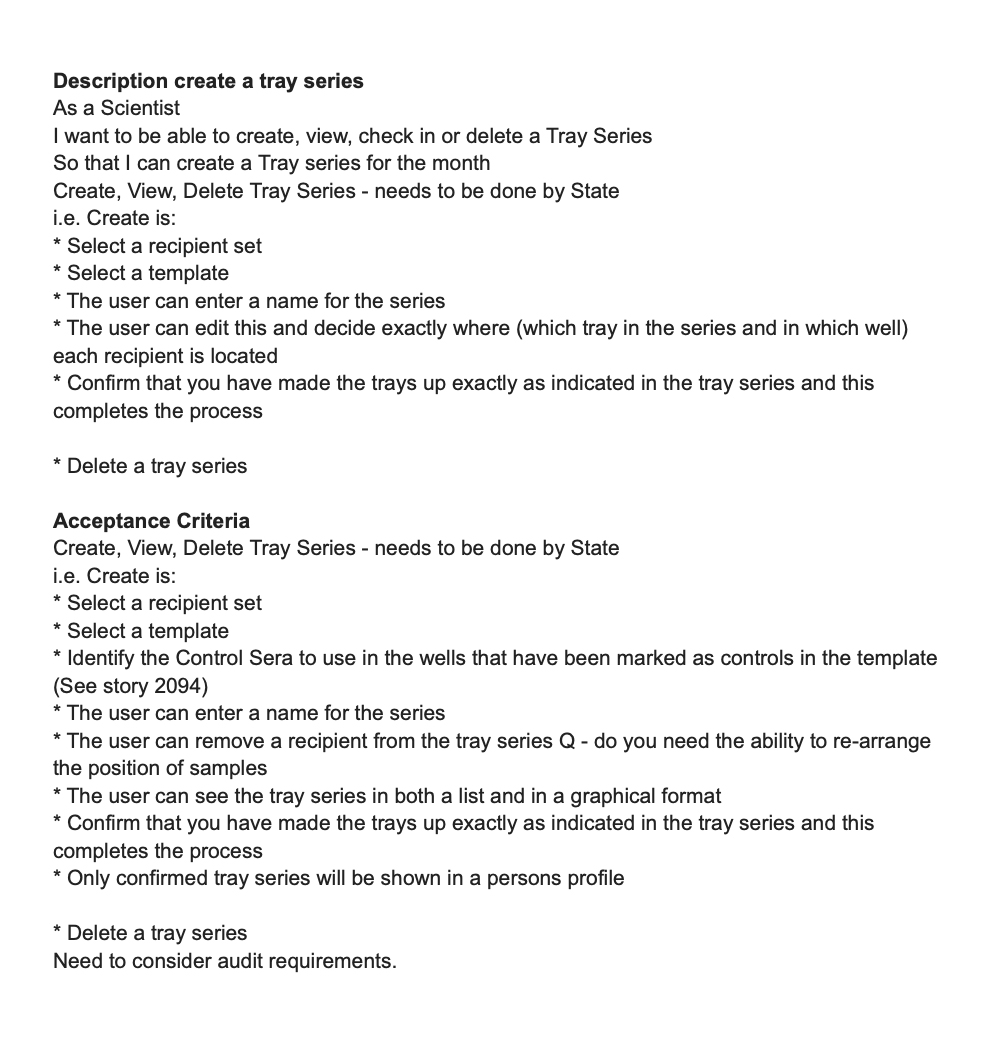 Description create a tray series
As a Scientist
I want to be able to create, view, check in or delete a Tray Series
So that I can create a Tray series for the month
Create, View, Delete Tray Series - needs to be done by State
i.e. Create is:
* Select a recipient set
* Select a template
* The user can enter a name for the series
* The user can edit this and decide exactly where (which tray in the series and in which well)
each recipient is located
* Confirm that you have made the trays up exactly as indicated in the tray series and this
completes the process
* Delete a tray series
Acceptance Criteria
Create, View, Delete Tray Series - needs to be done by State
i.e. Create is:
* Select a recipient set
* Select a template
* Identify the Control Sera to use in the wells that have been marked as controls in the template
(See story 2094)
* The user can enter a name for the series
* The user can remove a recipient from the tray series Q - do you need the ability to re-arrange
the position of samples
* The user can see the tray series in both a list and in a graphical format
* Confirm that you have made the trays up exactly as indicated in the tray series and this
completes the process
* Only confirmed tray series will be shown in a persons profile
* Delete a tray series
Need to consider audit requirements.